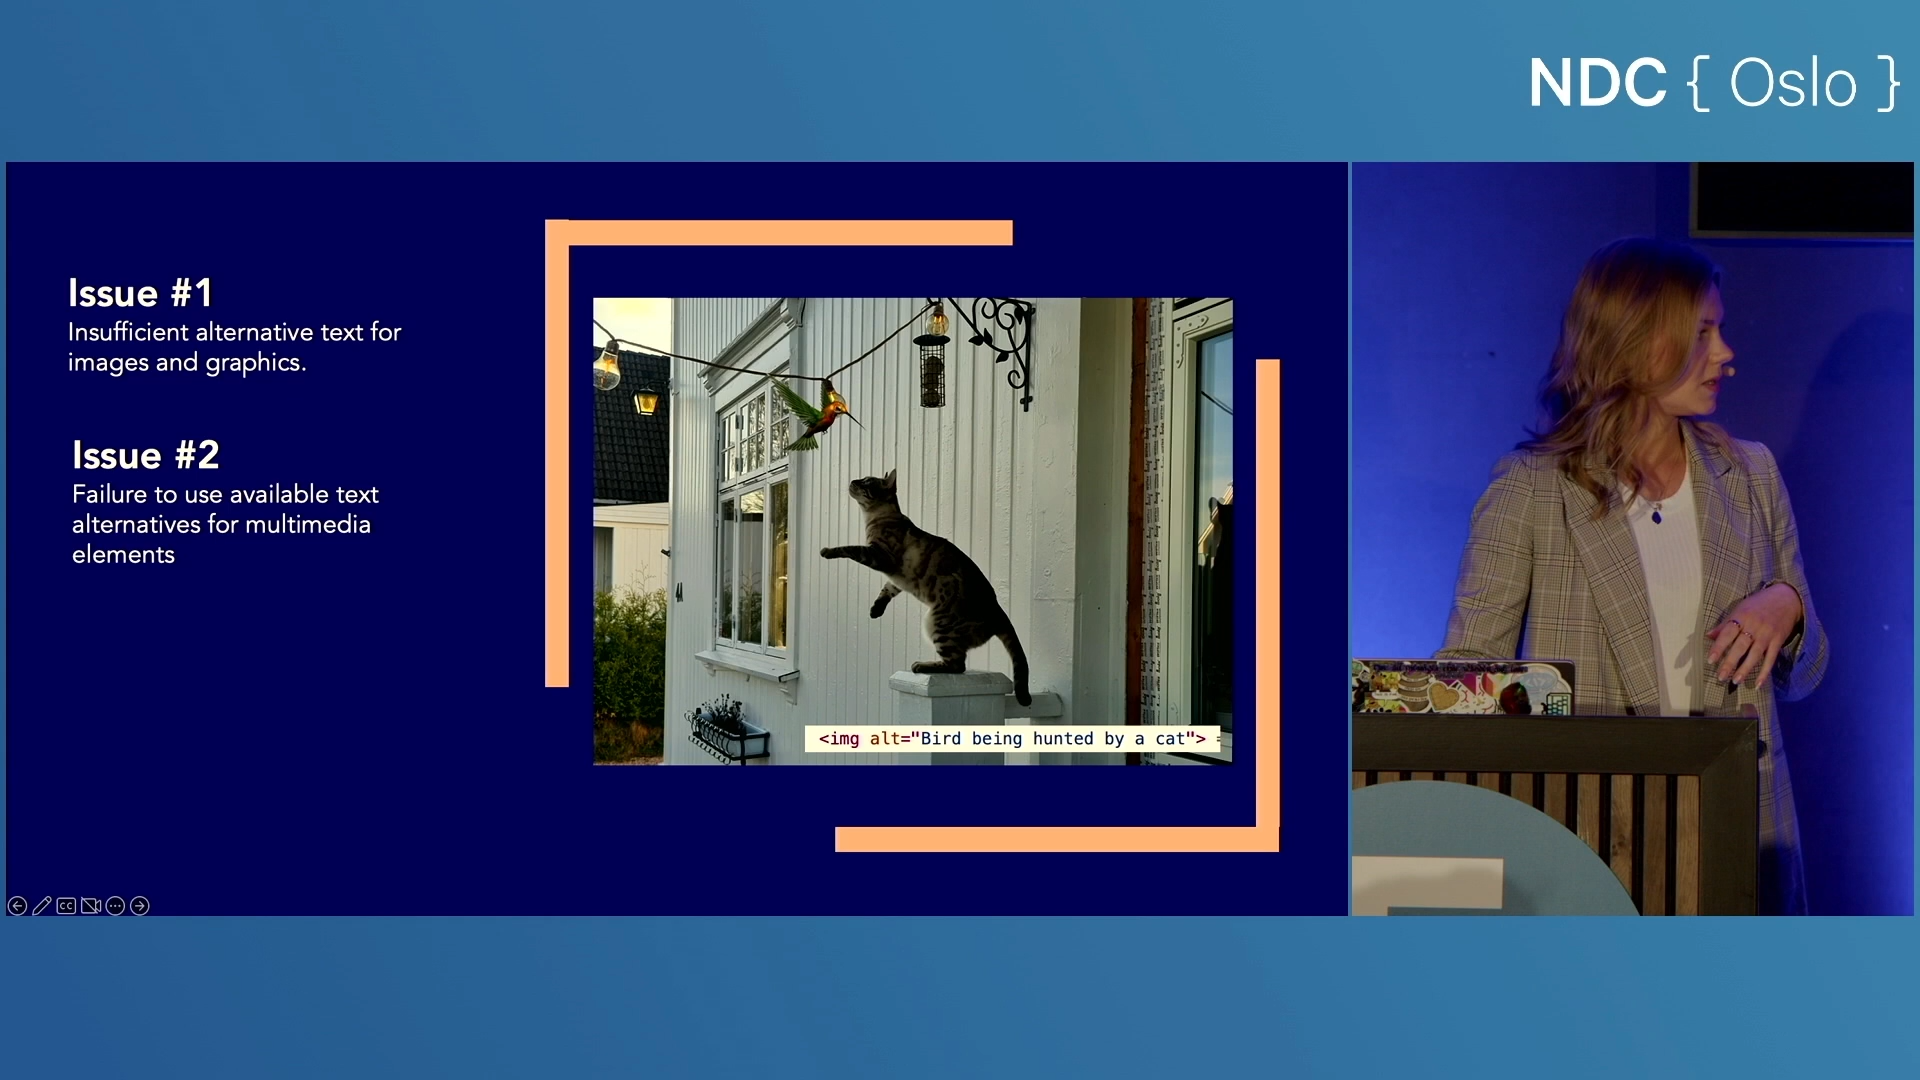 NDC { Oslo }
Issue #1
Insufficient alternative text for
images and graphics.
Issue #2
Failure to use available text
alternatives for multimedia
elements
<img alt="Bird being hunted by a cat">
CC